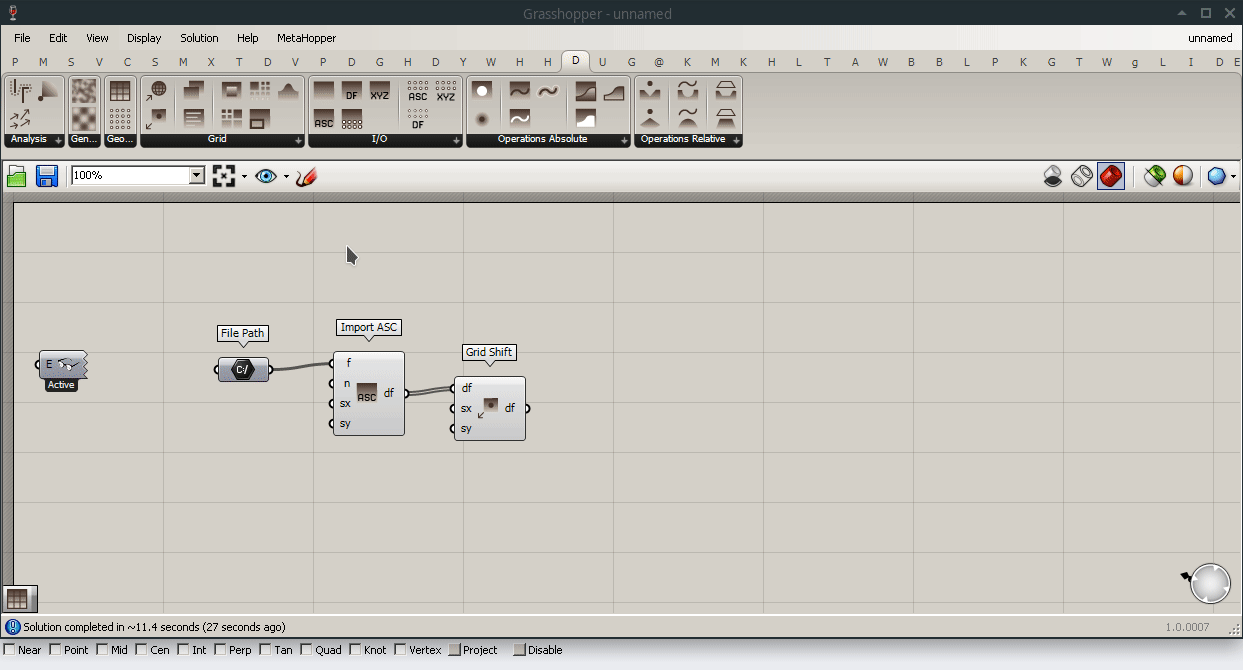 Grasshopper - unnamed
File Edit View Display Solution Help MetaHopper unnamed
P M S V C S M X T D V P D G H D Y W H H D U G @ K M K H L T A W B B L P K G T W g L I D E
DF XYZ ASC XYZ
ASC DF
Analysis Gen... Geo... Grid I/O Operations Absolute Operations Relative
100%
File Path Import ASC
Grid Shift
E Active
C:/
f
n
sx
sy
ASC
df
df
sx
sy
df
Solution completed in ~11.4 seconds (27 seconds ago) 1.0.0007
Near Point Mid Cen Int Perp Tan Quad Knot Vertex Project Disable